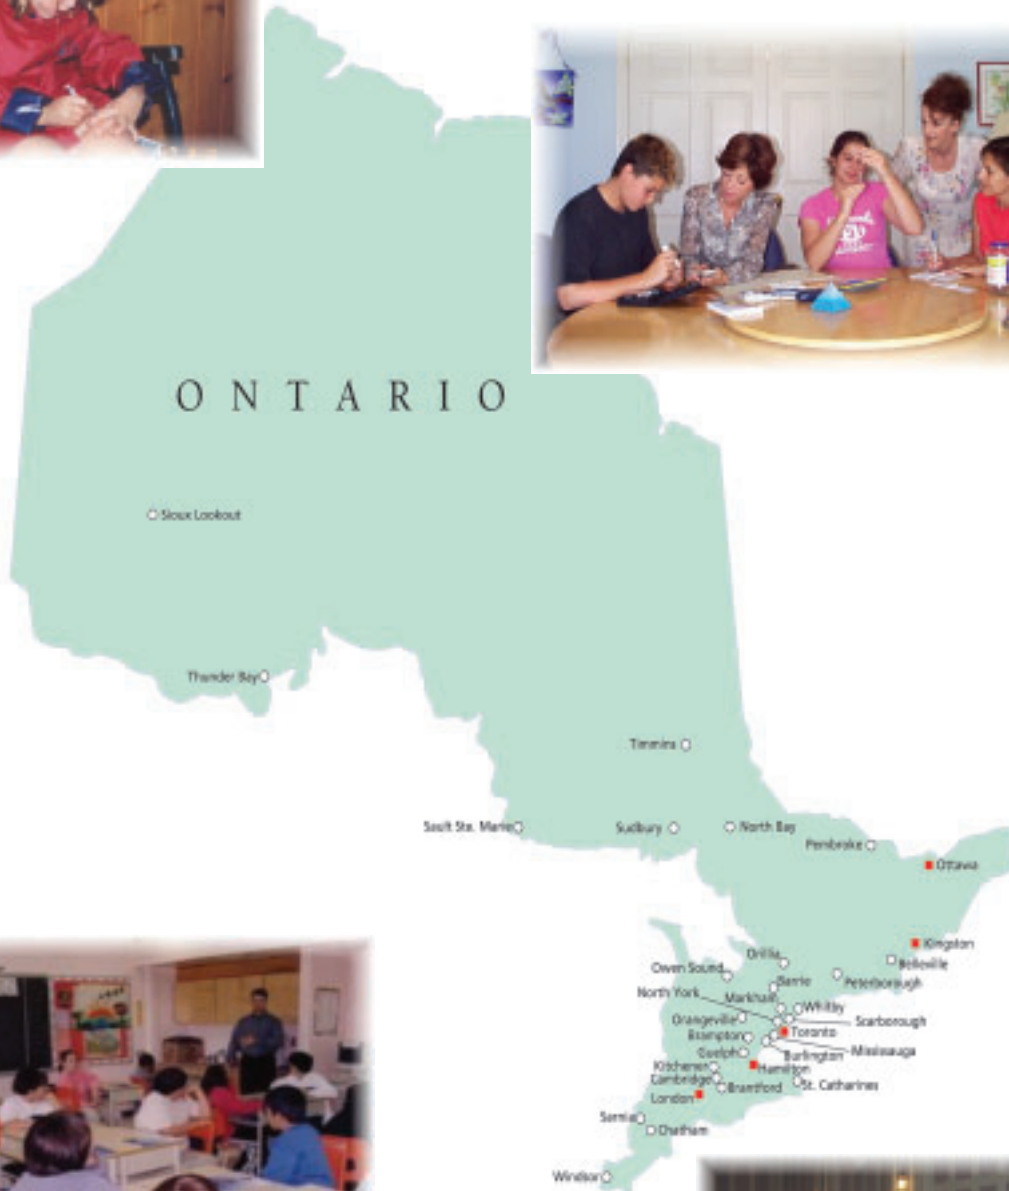 ONTARIO
Sioux Lookout
Thunder Bay
Timmins
Sault Ste. Marie
Sudbury
North Bay
Pembroke
Ottawa
Kingston
Belleville
Orillia
Owen Sound
Barrie
Peterborough
North York
Markham
Whitby
Orangeville
Scarborough
Toronto
Brampton
Mississauga
Guelph
Burlington
Kitchener
Hamilton
Cambridge
Brantford
St. Catharines
London
Sarnia
Chatham
Windsor